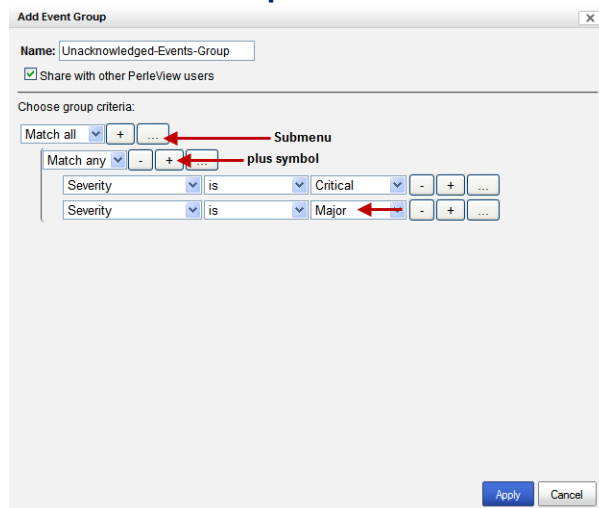 Add Event Group X
Name: Unacknowledged-Events-Group
Share with other PerleView users
Choose group criteria:
Match all + ... Submenu
Match any - + ... plus symbol
Severity is Critical - + ...
Severity is Major - + ...
Apply Cancel